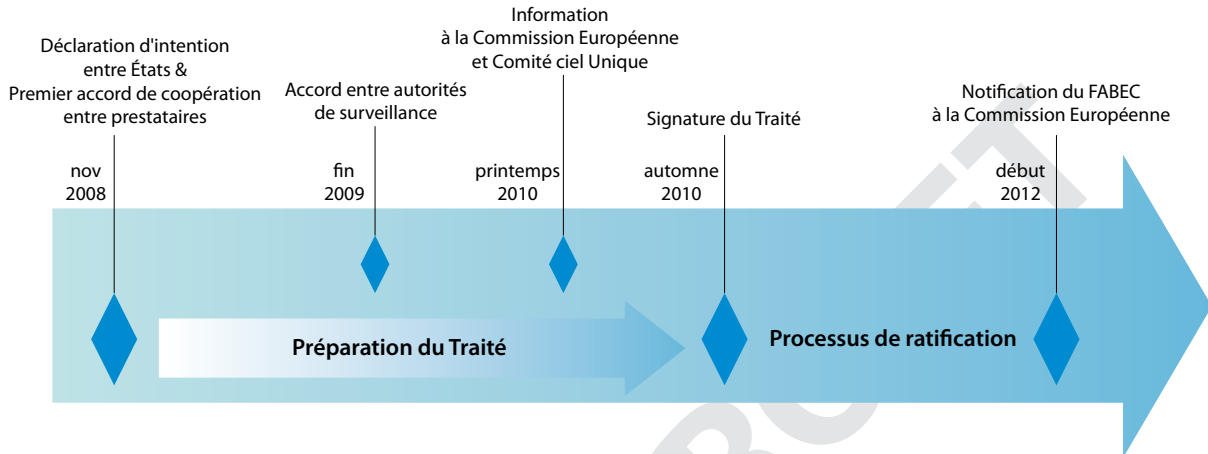 Déclaration d'intention
entre États &
Premier accord de coopération
entre prestataires
nov
2008
Accord entre autorités
de surveillance
fin
2009
Information
à la Commission Européenne
et Comité ciel Unique
printemps
2010
Signature du Traité
automne
2010
Notification du FABEC
à la Commission Européenne
début
2012
Préparation du Traité
Processus de ratification